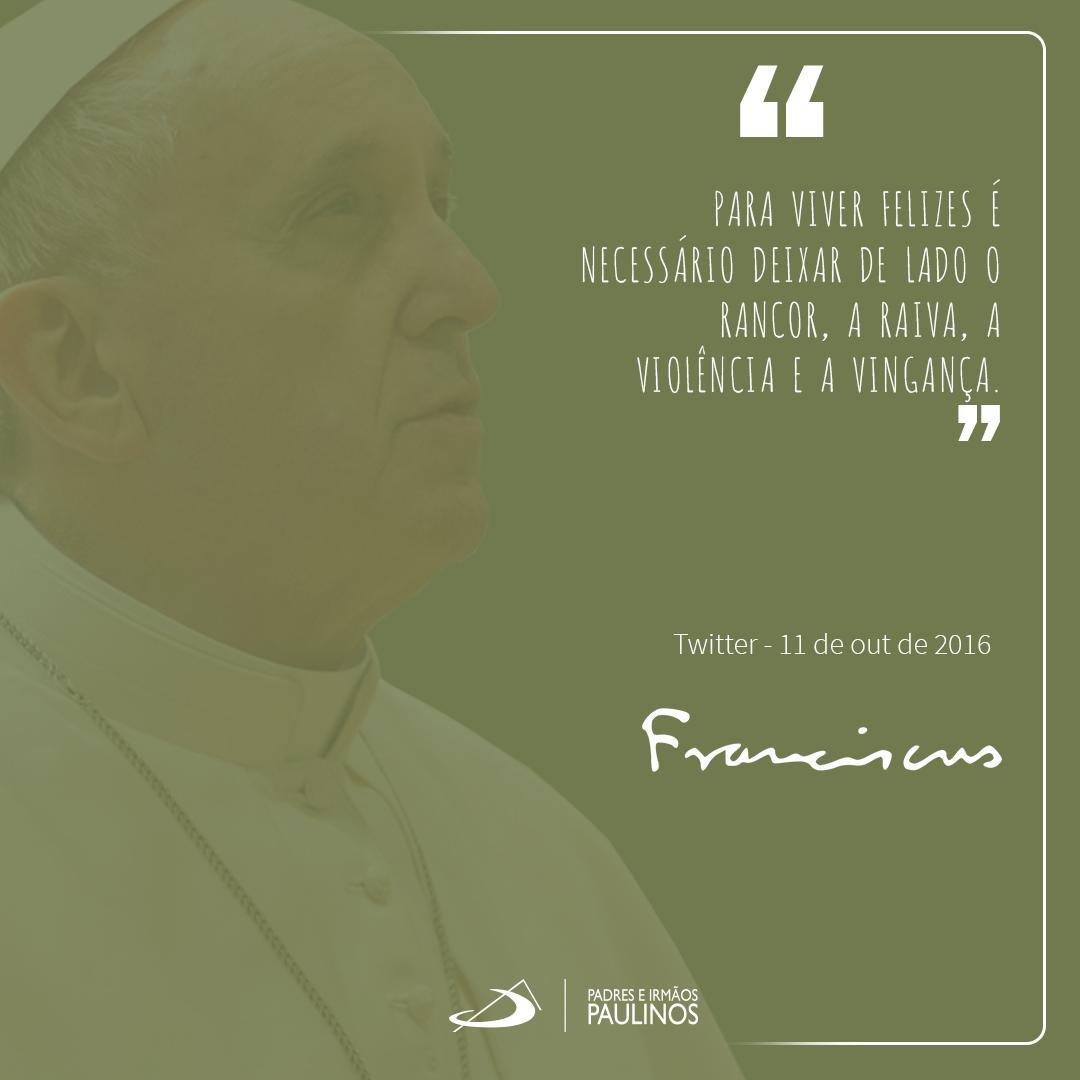 “
PARA VIVER FELIZES É
NECESSÁRIO DEIXAR DE LADO O
RANCOR, A RAIVA, A
VIOLÊNCIA E A VINGANÇA.
”
Twitter - 11 de out de 2016
Franciscus
PADRES E IRMÃOS
PAULINOS